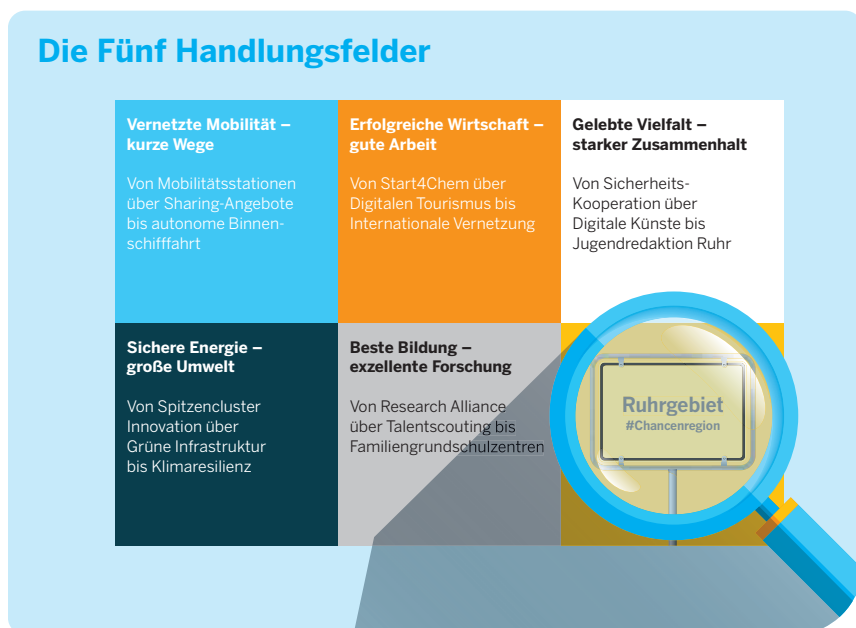 Die Fünf Handlungsfelder
Vernetzte Mobilität –
kurze Wege
Von Mobilitätsstationen
über Sharing-Angebote
bis autonome Binnen-
schifffahrt
Erfolgreiche Wirtschaft –
gute Arbeit
Von Start4Chem über
Digitalen Tourismus bis
Internationale Vernetzung
Gelebte Vielfalt –
starker Zusammenhalt
Von Sicherheits-
Kooperation über
Digitale Künste bis
Jugendredaktion Ruhr
Sichere Energie –
große Umwelt
Von Spitzencluster
Innovation über
Grüne Infrastruktur
bis Klimaresilienz
Beste Bildung –
exzellente Forschung
Von Research Alliance
über Talentscouting bis
Familiengrundschulzentren
Ruhrgebiet
#Chancenregion